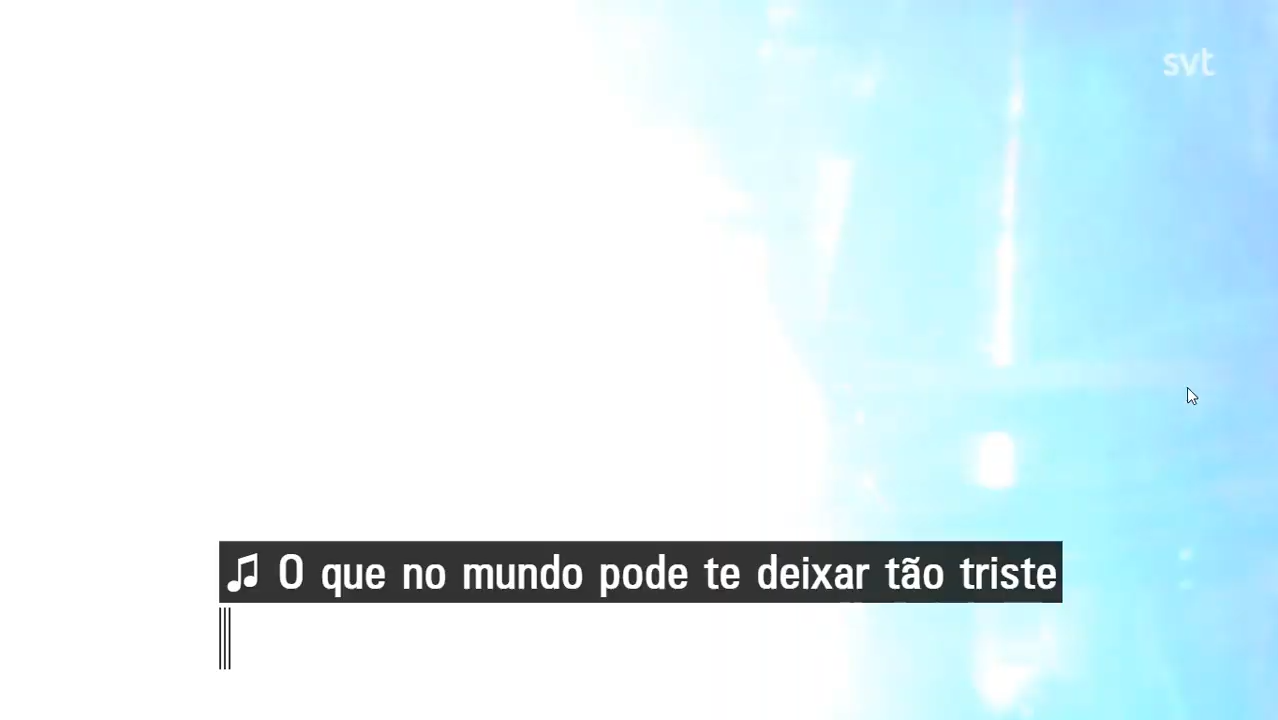 svt
♫ O que no mundo pode te deixar tão triste